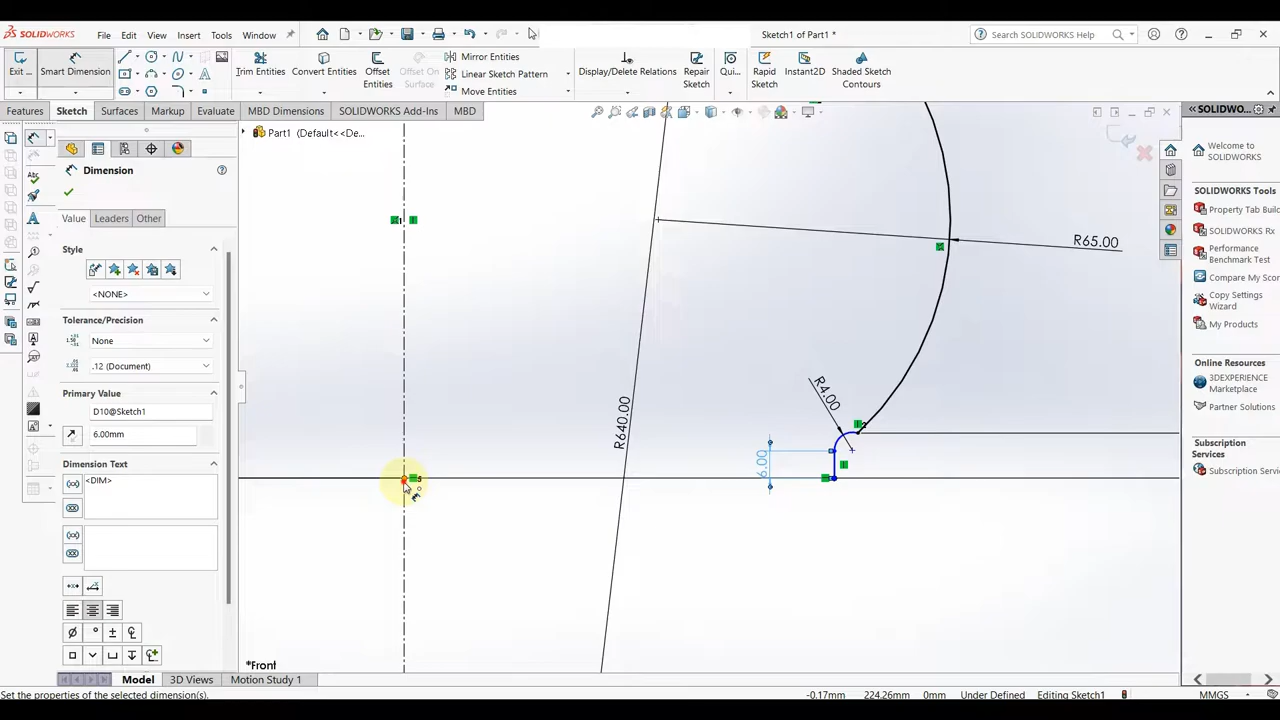 SOLIDWORKS File Edit View Insert Tools Window Sketch1 of Part1 * Search SOLIDWORKS Help
Exit ... Smart Dimension Trim Entities Convert Entities Offset Entities Offset On Surface Mirror Entities Display/Delete Relations Repair Sketch Qui... Rapid Sketch Instant2D Shaded Sketch Contours
Linear Sketch Pattern
Move Entities
Features Sketch Surfaces Markup Evaluate MBD Dimensions SOLIDWORKS Add-Ins MBD
SOLIDWO...
Part1 (Default<<De...
Welcome to SOLIDWORKS
Dimension
SOLIDWORKS Tools
Property Tab Build
SOLIDWORKS Rx
Performance Benchmark Test
Compare My Scor
Copy Settings Wizard
My Products
Online Resources
3DEXPERIENCE Marketplace
Partner Solutions
Subscription Services
Subscription Servic
Value Leaders Other
Style
<NONE>
Tolerance/Precision
None
.12 (Document)
Primary Value
D10@Sketch1
6.00mm
Dimension Text
<DIM>
R65.00
R4.00
R640.00
6.00
*Front
Model 3D Views Motion Study 1
Set the properties of the selected dimension(s). -0.17mm 224.26mm 0mm Under Defined Editing Sketch1 MMGS